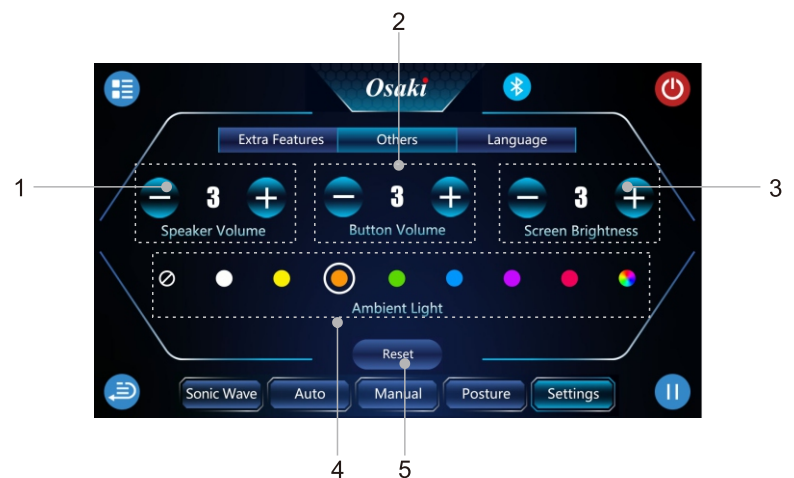 2
Osaki
Extra Features
Others
Language
1
3
3
3
3
Speaker Volume
Button Volume
Screen Brightness
Ambient Light
Reset
Sonic Wave
Auto
Manual
Posture
Settings
4
5